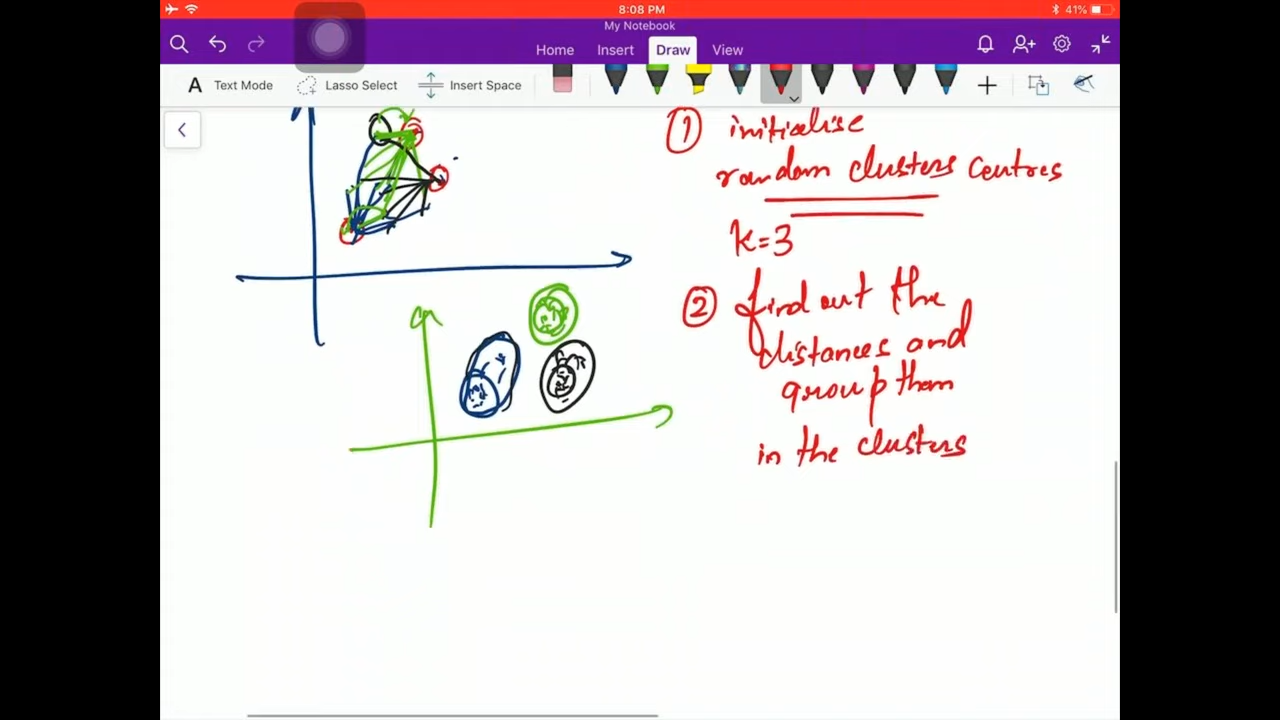 8:08 PM
41%
My Notebook
Home Insert Draw View
A Text Mode Lasso Select Insert Space
① initialise
random clusters centres
K=3
② find out the
distances and
group them
in the clusters